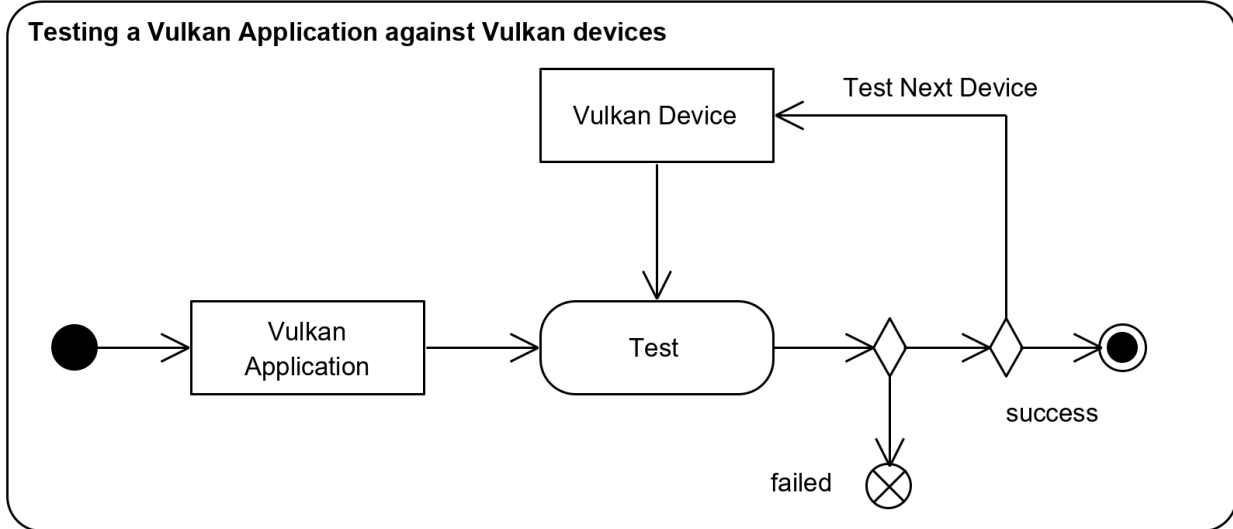 Testing a Vulkan Application against Vulkan devices
Test Next Device
Vulkan Device
Vulkan
Application
Test
success
failed